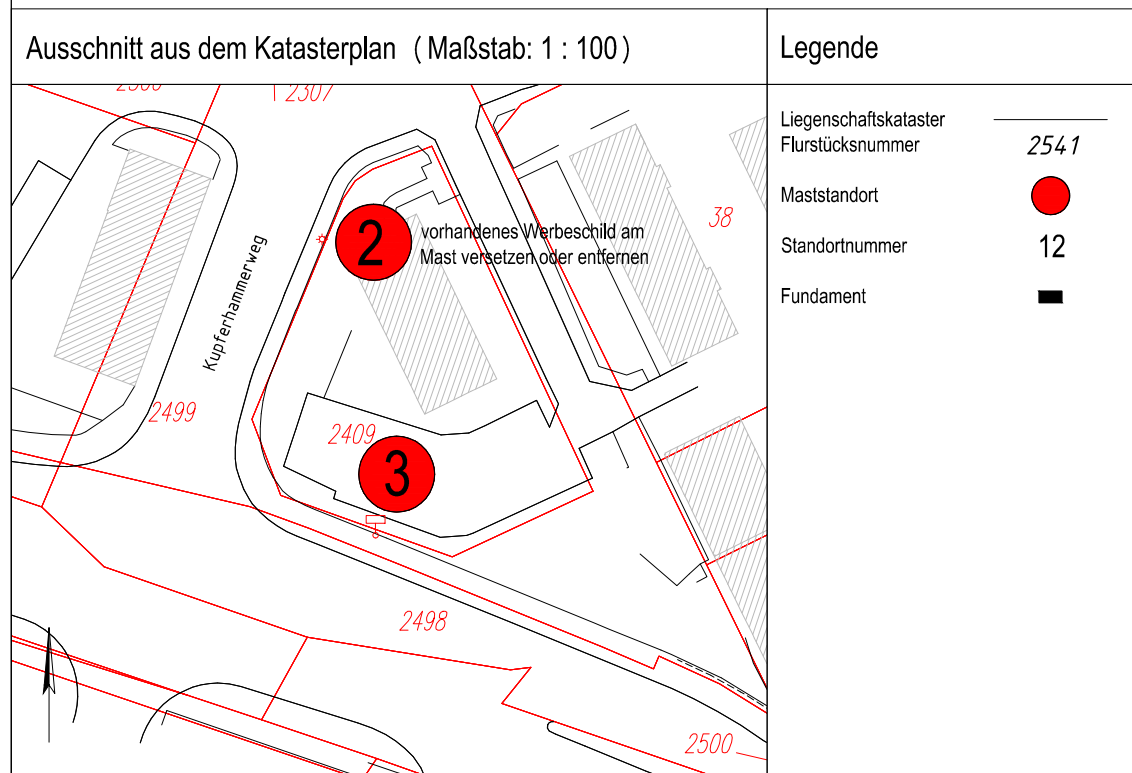 Ausschnitt aus dem Katasterplan (Maßstab: 1 : 100)
Legende
2307
Liegenschaftskataster
Flurstücksnummer
2541
Maststandort
Standortnummer
12
Fundament
38
2
vorhandenes Werbeschild am
Mast versetzen oder entfernen
Kupferhammerweg
2499
2409
3
2498
2500